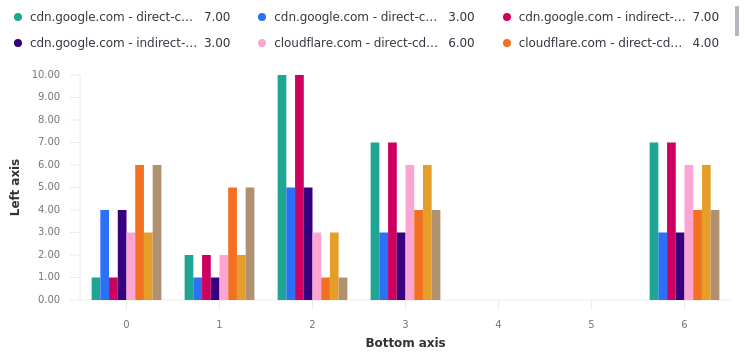 cdn.google.com - direct-c... 7.00 cdn.google.com - direct-c... 3.00 cdn.google.com - indirect-... 7.00
cdn.google.com - indirect-... 3.00 cloudflare.com - direct-cd... 6.00 cloudflare.com - direct-cd... 4.00
10.00
9.00
8.00
7.00
6.00
5.00
4.00
3.00
2.00
1.00
0.00
Left axis
0 1 2 3 4 5 6
Bottom axis